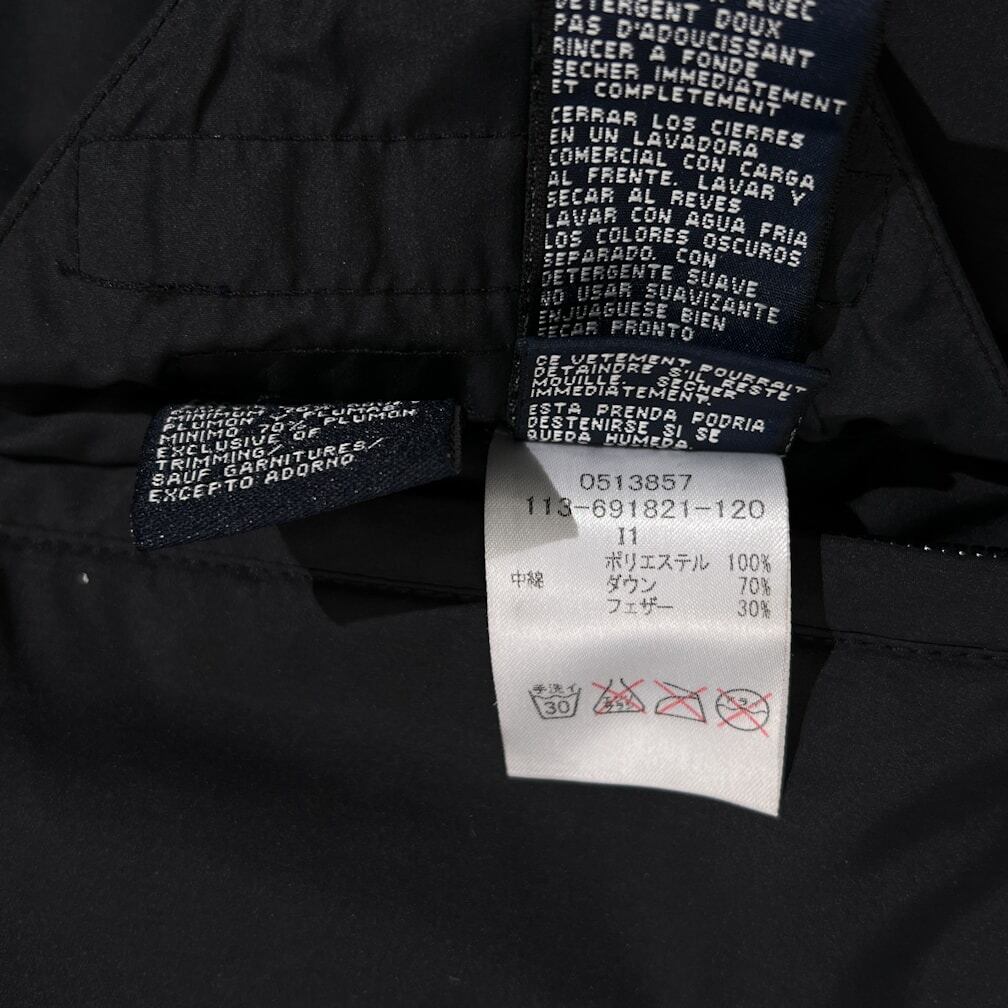 AVEC
DETERGENT DOUX
PAS D'ADOUCISSANT
RINCER A FONDE
SECHER IMMEDIATEMENT
ET COMPLETEMENT
CERRAR LOS CIERRES
EN UN LAVADORA
COMERCIAL CON CARGA
AL FRENTE. LAVAR Y
SECAR AL REVES
LAVAR CON AGUA FRIA
LOS COLORES OSCUROS
SEPARADO. CON
DETERGENTE SUAVE
NO USAR SUAVIZANTE
ENJUAGUESE BIEN
SECAR PRONTO
CE VETEMENT POURRAIT
DETAINDRE S'IL RESTE
MOUILLE. SECHER
IMMEDIATEMENT.
ESTA PRENDA PODRIA
DESTENIRSE SI SE
QUEDA HUMEDA.
PLUMON
MINIMO 70% PLUMON
EXCLUSIVE OF
TRIMMING/
SAUF GARNITURES/
EXCEPTO ADORNO
0513857
113-691821-120
I1
ポリエステル 100%
中綿 ダウン 70%
フェザー 30%
手洗イ
30